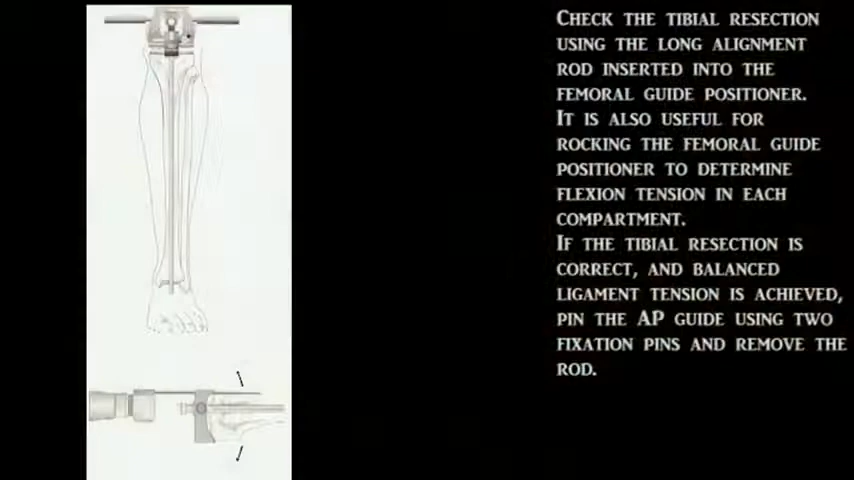 CHECK THE TIBIAL RESECTION
USING THE LONG ALIGNMENT
ROD INSERTED INTO THE
FEMORAL GUIDE POSITIONER.
IT IS ALSO USEFUL FOR
ROCKING THE FEMORAL GUIDE
POSITIONER TO DETERMINE
FLEXION TENSION IN EACH
COMPARTMENT.
IF THE TIBIAL RESECTION IS
CORRECT, AND BALANCED
LIGAMENT TENSION IS ACHIEVED,
PIN THE AP GUIDE USING TWO
FIXATION PINS AND REMOVE THE
ROD.